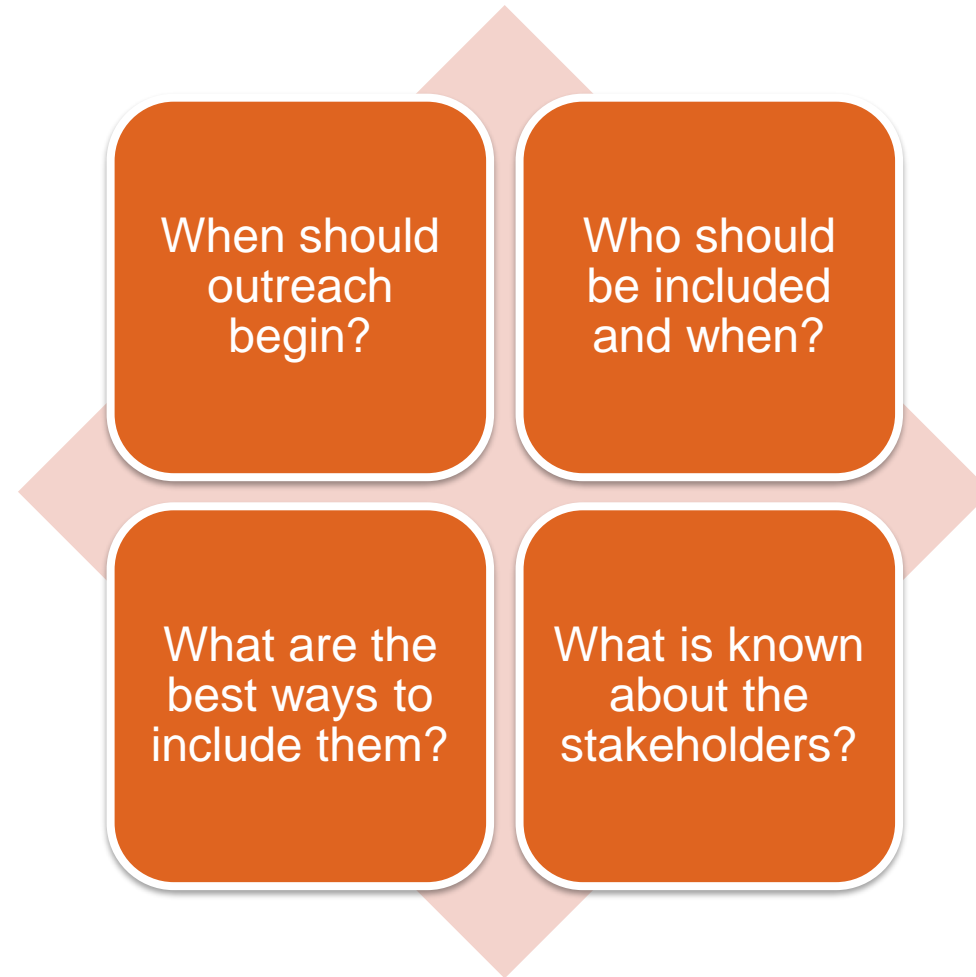 When should
outreach
begin?
Who should
be included
and when?
What are the
best ways to
include them?
What is known
about the
stakeholders?